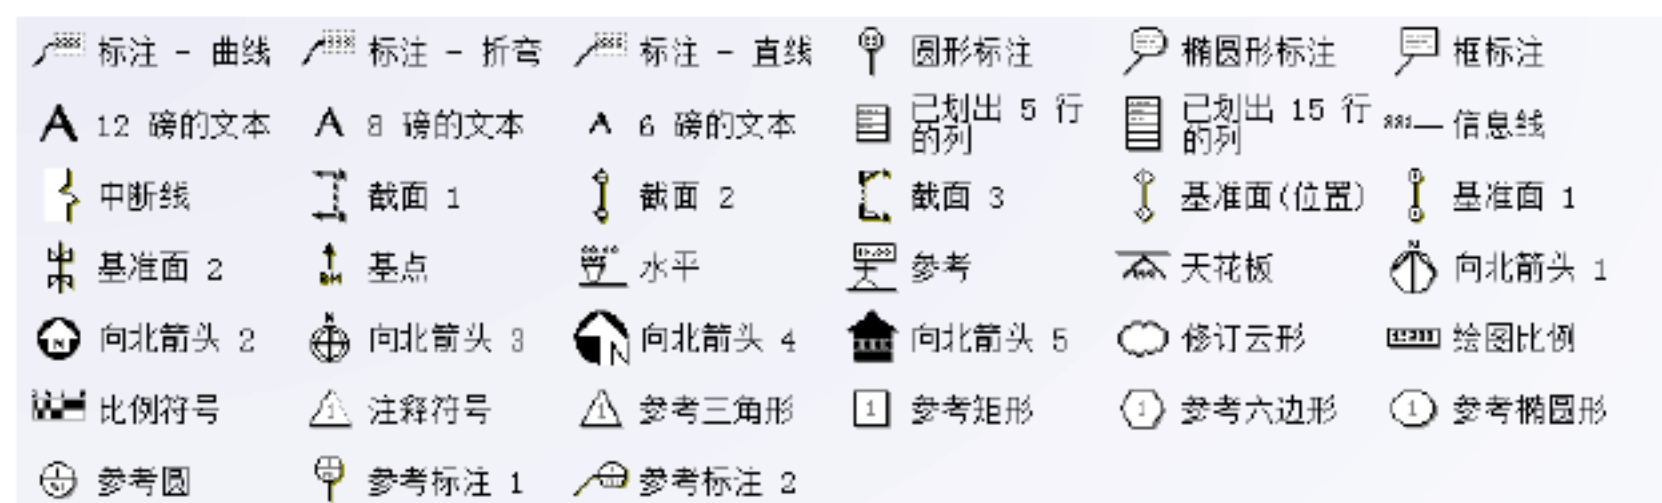 标注 - 曲线 标注 - 折弯 标注 - 直线 圆形标注 椭圆形标注 框标注
12 磅的文本 8 磅的文本 6 磅的文本 已划出 5 行的列 已划出 15 行的列 信息线
中断线 截面 1 截面 2 截面 3 基准面(位置) 基准面 1
基准面 2 基点 水平 参考 天花板 向北箭头 1
向北箭头 2 向北箭头 3 向北箭头 4 向北箭头 5 修订云形 绘图比例
比例符号 注释符号 参考三角形 参考矩形 参考六边形 参考椭圆形
参考圆 参考标注 1 参考标注 2